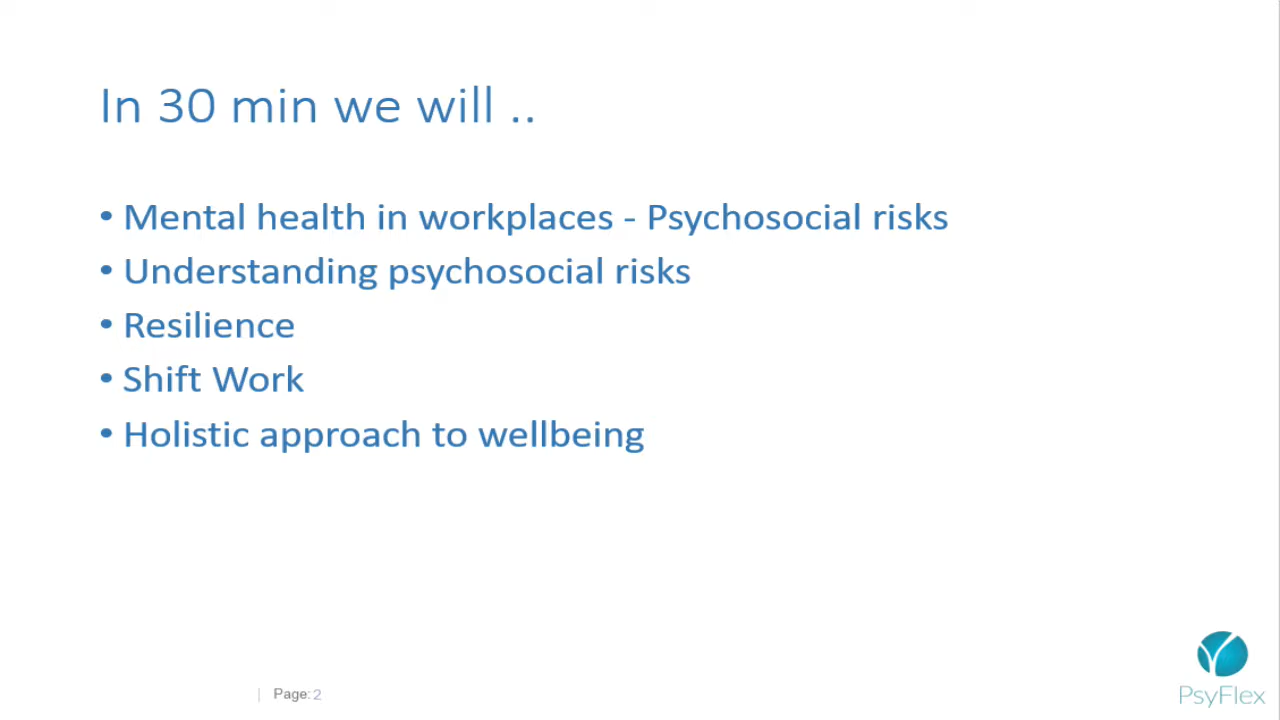 In 30 min we will ..
• Mental health in workplaces - Psychosocial risks
• Understanding psychosocial risks
• Resilience
• Shift Work
• Holistic approach to wellbeing
| Page: 2
PsyFlex